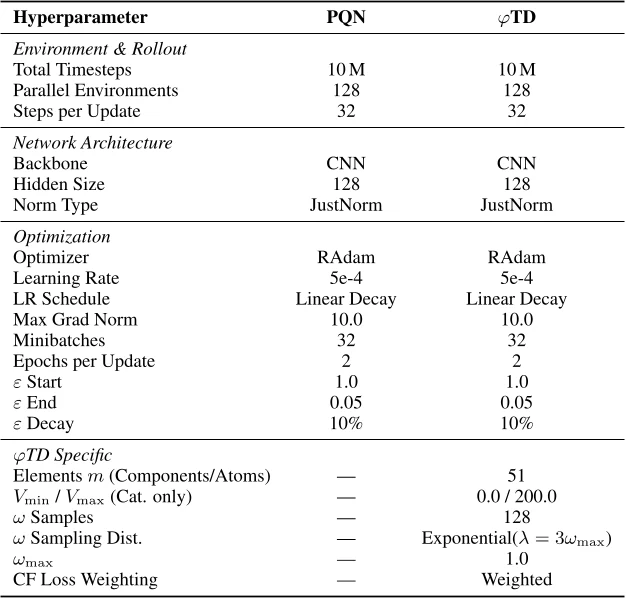 Hyperparameter PQN φTD
Environment & Rollout
Total Timesteps 10 M 10 M
Parallel Environments 128 128
Steps per Update 32 32
Network Architecture
Backbone CNN CNN
Hidden Size 128 128
Norm Type JustNorm JustNorm
Optimization
Optimizer RAdam RAdam
Learning Rate 5e-4 5e-4
LR Schedule Linear Decay Linear Decay
Max Grad Norm 10.0 10.0
Minibatches 32 32
Epochs per Update 2 2
ε Start 1.0 1.0
ε End 0.05 0.05
ε Decay 10% 10%
φTD Specific
Elements m (Components/Atoms) — 51
Vmin / Vmax (Cat. only) — 0.0 / 200.0
ω Samples — 128
ω Sampling Dist. — Exponential(λ = 3ωmax)
ωmax — 1.0
CF Loss Weighting — Weighted